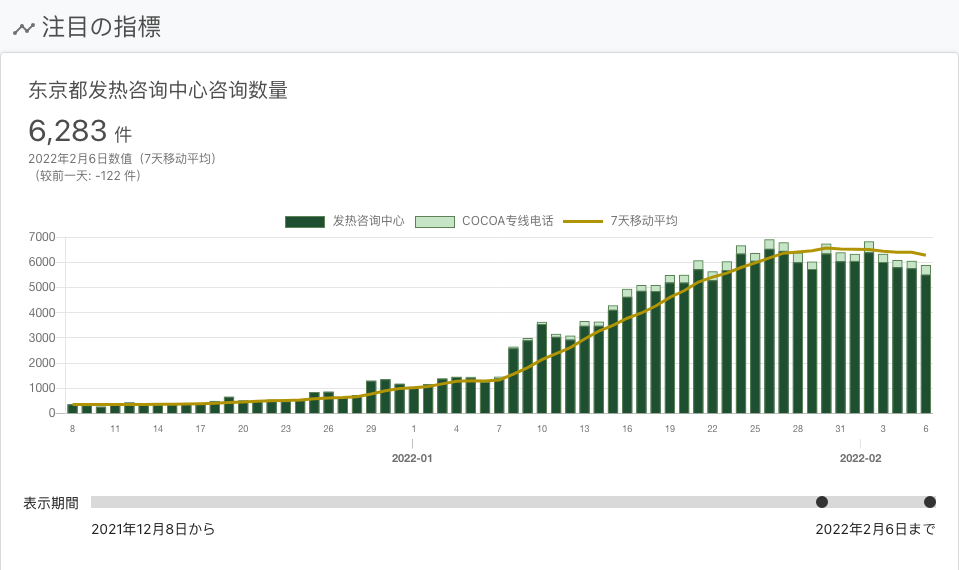 注目の指標
东京都发热咨询中心咨询数量
6,283 件
2022年2月6日数值（7天移动平均）
（较前一天: -122 件）
发热咨询中心 COCOA专线电话 7天移动平均
7000
6000
5000
4000
3000
2000
1000
0
8 11 14 17 20 23 26 29 1 4 7 10 13 16 19 22 25 28 31 3 6
2022-01 2022-02
表示期間
2021年12月8日から 2022年2月6日まで